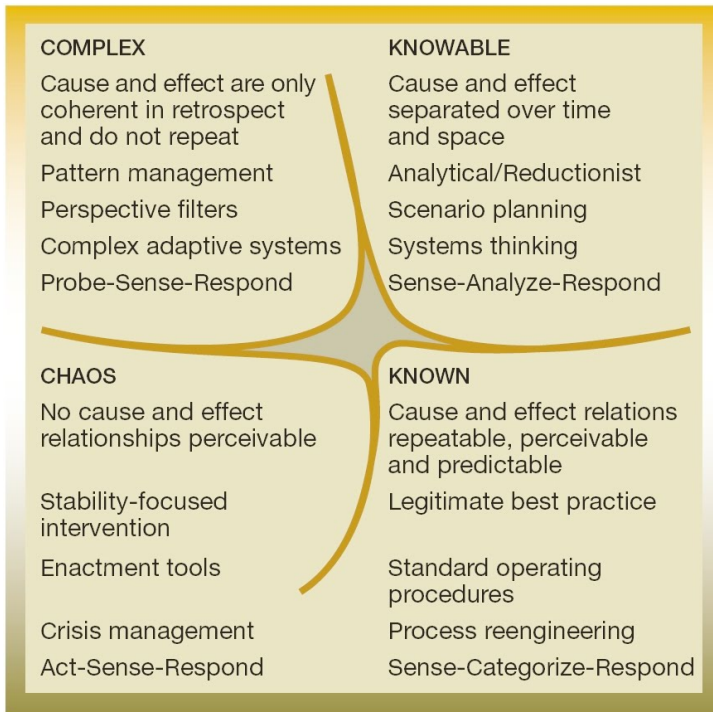 COMPLEX
Cause and effect are only
coherent in retrospect
and do not repeat
Pattern management
Perspective filters
Complex adaptive systems
Probe-Sense-Respond
KNOWABLE
Cause and effect
separated over time
and space
Analytical/Reductionist
Scenario planning
Systems thinking
Sense-Analyze-Respond
CHAOS
No cause and effect
relationships perceivable
Stability-focused
intervention
Enactment tools
Crisis management
Act-Sense-Respond
KNOWN
Cause and effect relations
repeatable, perceivable
and predictable
Legitimate best practice
Standard operating
procedures
Process reengineering
Sense-Categorize-Respond